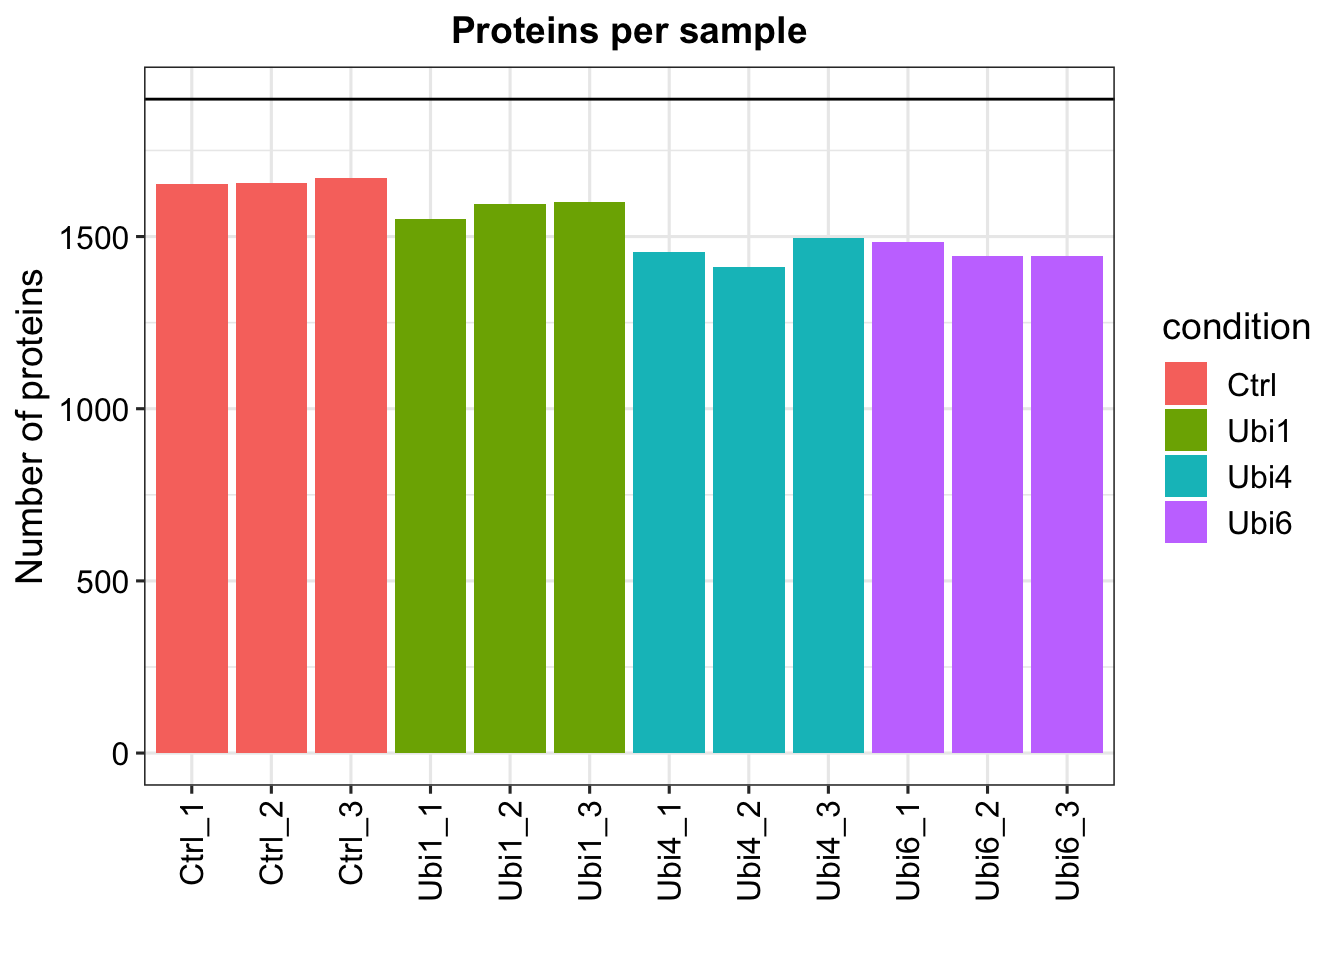 Proteins per sample
Number of proteins
1500
1000
500
0
Ctrl_1
Ctrl_2
Ctrl_3
Ubi1_1
Ubi1_2
Ubi1_3
Ubi4_1
Ubi4_2
Ubi4_3
Ubi6_1
Ubi6_2
Ubi6_3
condition
Ctrl
Ubi1
Ubi4
Ubi6